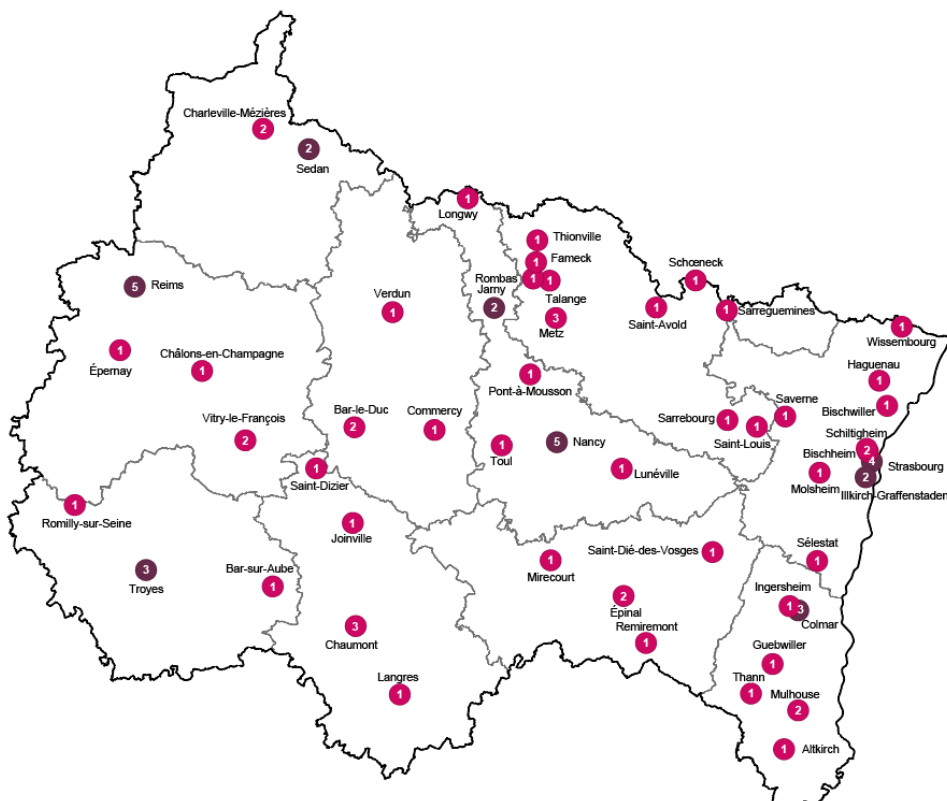 Charleville-Mézières
2
2
Sedan
1
Longwy
1
Thionville
1
Fameck
Rombas
1
1
Talange
Jarny
2
3
Metz
Schœneck
1
1
Saint-Avold
1
Sarreguemines
1
Wissembourg
5
Reims
Verdun
1
1
Épernay
Châlons-en-Champagne
1
Vitry-le-François
2
Bar-le-Duc
2
Commercy
1
1
Pont-à-Mousson
1
Toul
5
Nancy
1
Lunéville
Sarrebourg
1
1
Saint-Louis
Saverne
1
Haguenau
1
1
Bischwiller
Schiltigheim
2
Bischheim
4
Strasbourg
1
Molsheim
2
Illkirch-Graffenstaden
1
Saint-Dizier
1
Romilly-sur-Seine
1
Joinville
3
Troyes
Bar-sur-Aube
1
3
Chaumont
Langres
1
1
Mirecourt
Saint-Dié-des-Vosges
1
2
Épinal
Remiremont
1
Sélestat
1
Ingersheim
1
3
Colmar
Guebwiller
1
Thann
1
Mulhouse
2
1
Altkirch